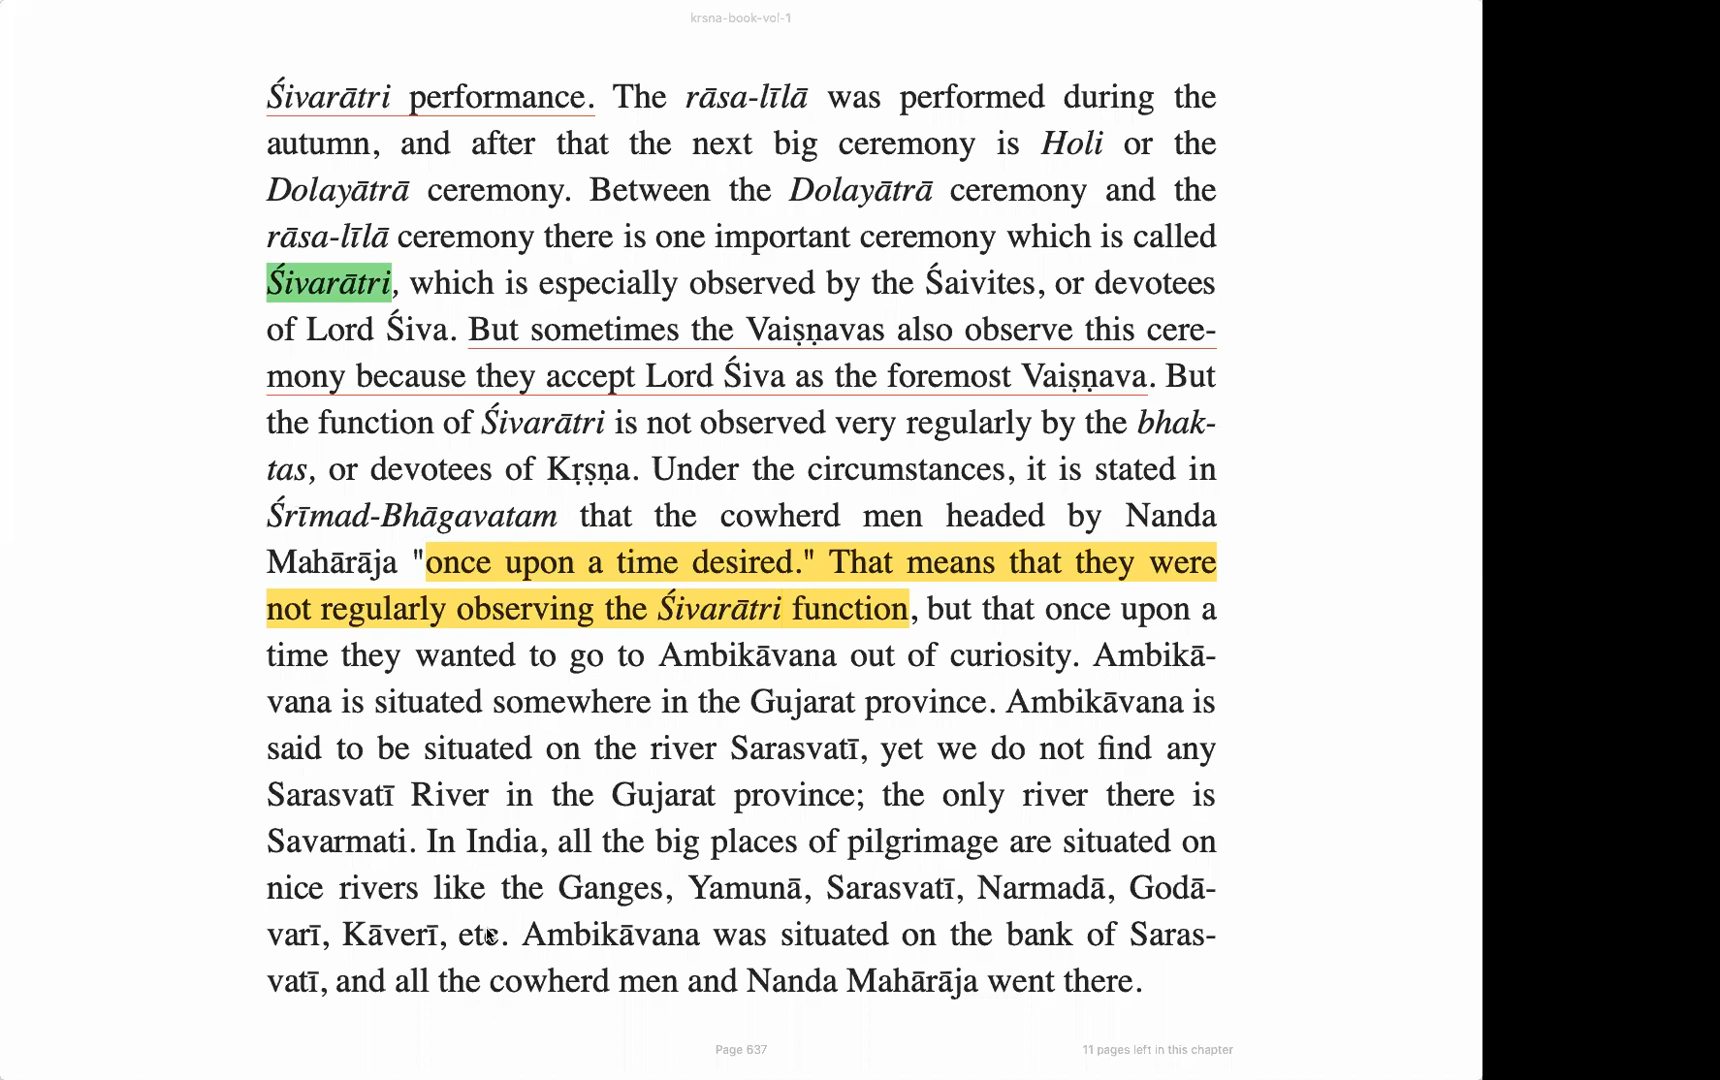 krsna-book-vol-1
Śivarātri performance. The rāsa-līlā was performed during the
autumn, and after that the next big ceremony is Holi or the
Dolayātrā ceremony. Between the Dolayātrā ceremony and the
rāsa-līlā ceremony there is one important ceremony which is called
Śivarātri, which is especially observed by the Śaivites, or devotees
of Lord Śiva. But sometimes the Vaiṣṇavas also observe this cere-
mony because they accept Lord Śiva as the foremost Vaiṣṇava. But
the function of Śivarātri is not observed very regularly by the bhak-
tas, or devotees of Kṛṣṇa. Under the circumstances, it is stated in
Śrīmad-Bhāgavatam that the cowherd men headed by Nanda
Mahārāja "once upon a time desired." That means that they were
not regularly observing the Śivarātri function, but that once upon a
time they wanted to go to Ambikāvana out of curiosity. Ambikā-
vana is situated somewhere in the Gujarat province. Ambikāvana is
said to be situated on the river Sarasvatī, yet we do not find any
Sarasvatī River in the Gujarat province; the only river there is
Savarmati. In India, all the big places of pilgrimage are situated on
nice rivers like the Ganges, Yamunā, Sarasvatī, Narmadā, Godā-
varī, Kāverī, etc. Ambikāvana was situated on the bank of Saras-
vatī, and all the cowherd men and Nanda Mahārāja went there.
Page 637
11 pages left in this chapter